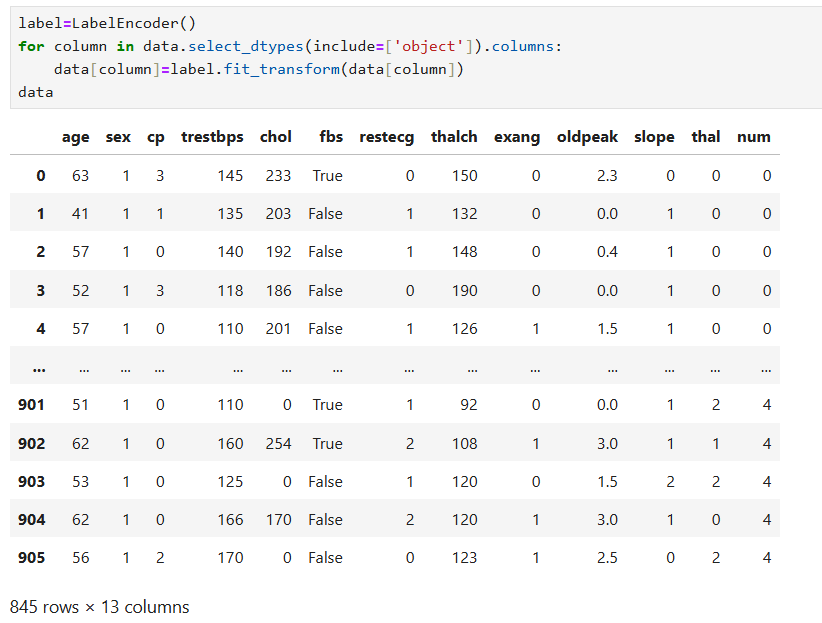 label=LabelEncoder()
for column in data.select_dtypes(include=['object']).columns:
    data[column]=label.fit_transform(data[column])
data
age sex cp trestbps chol fbs restecg thalch exang oldpeak slope thal num
0 63 1 3 145 233 True 0 150 0 2.3 0 0 0
1 41 1 1 135 203 False 1 132 0 0.0 1 0 0
2 57 1 0 140 192 False 1 148 0 0.4 1 0 0
3 52 1 3 118 186 False 0 190 0 0.0 1 0 0
4 57 1 0 110 201 False 1 126 1 1.5 1 0 0
... ... ... ... ... ... ... ... ... ... ... ... ... ...
901 51 1 0 110 0 True 1 92 0 0.0 1 2 4
902 62 1 0 160 254 True 2 108 1 3.0 1 1 4
903 53 1 0 125 0 False 1 120 0 1.5 2 2 4
904 62 1 0 166 170 False 2 120 1 3.0 1 0 4
905 56 1 2 170 0 False 0 123 1 2.5 0 2 4
845 rows × 13 columns